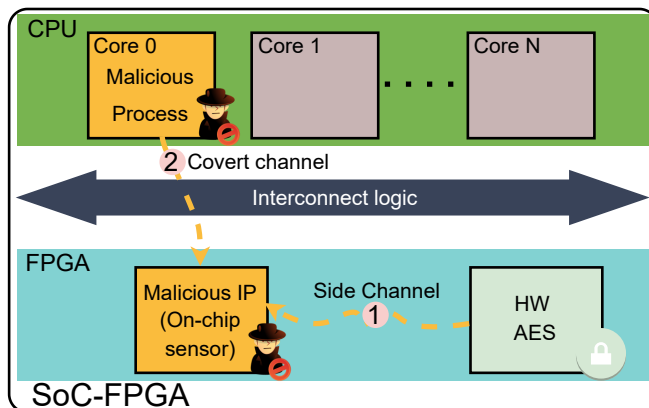 CPU
Core 0
Core 1
Core N
Malicious
Process
. . . .
2 Covert channel
Interconnect logic
FPGA
Malicious IP
(On-chip
sensor)
Side Channel
1
HW
AES
SoC-FPGA